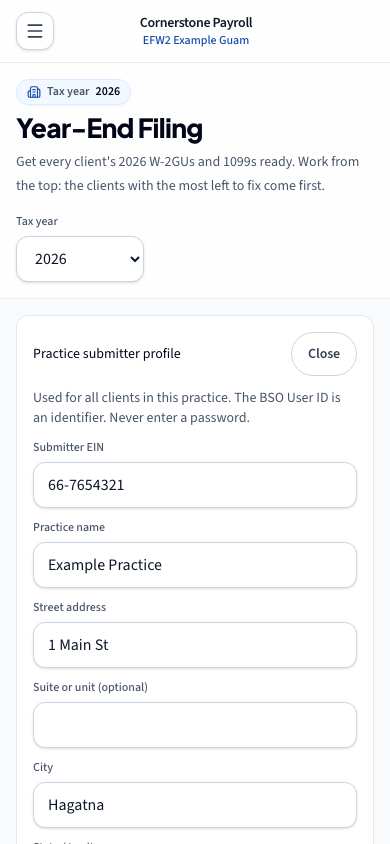 Cornerstone Payroll
EFW2 Example Guam
Tax year 2026
Year-End Filing
Get every client's 2026 W-2GUs and 1099s ready. Work from
the top: the clients with the most left to fix come first.
Tax year
2026
Practice submitter profile
Close
Used for all clients in this practice. The BSO User ID is
an identifier. Never enter a password.
Submitter EIN
66-7654321
Practice name
Example Practice
Street address
1 Main St
Suite or unit (optional)
City
Hagatna